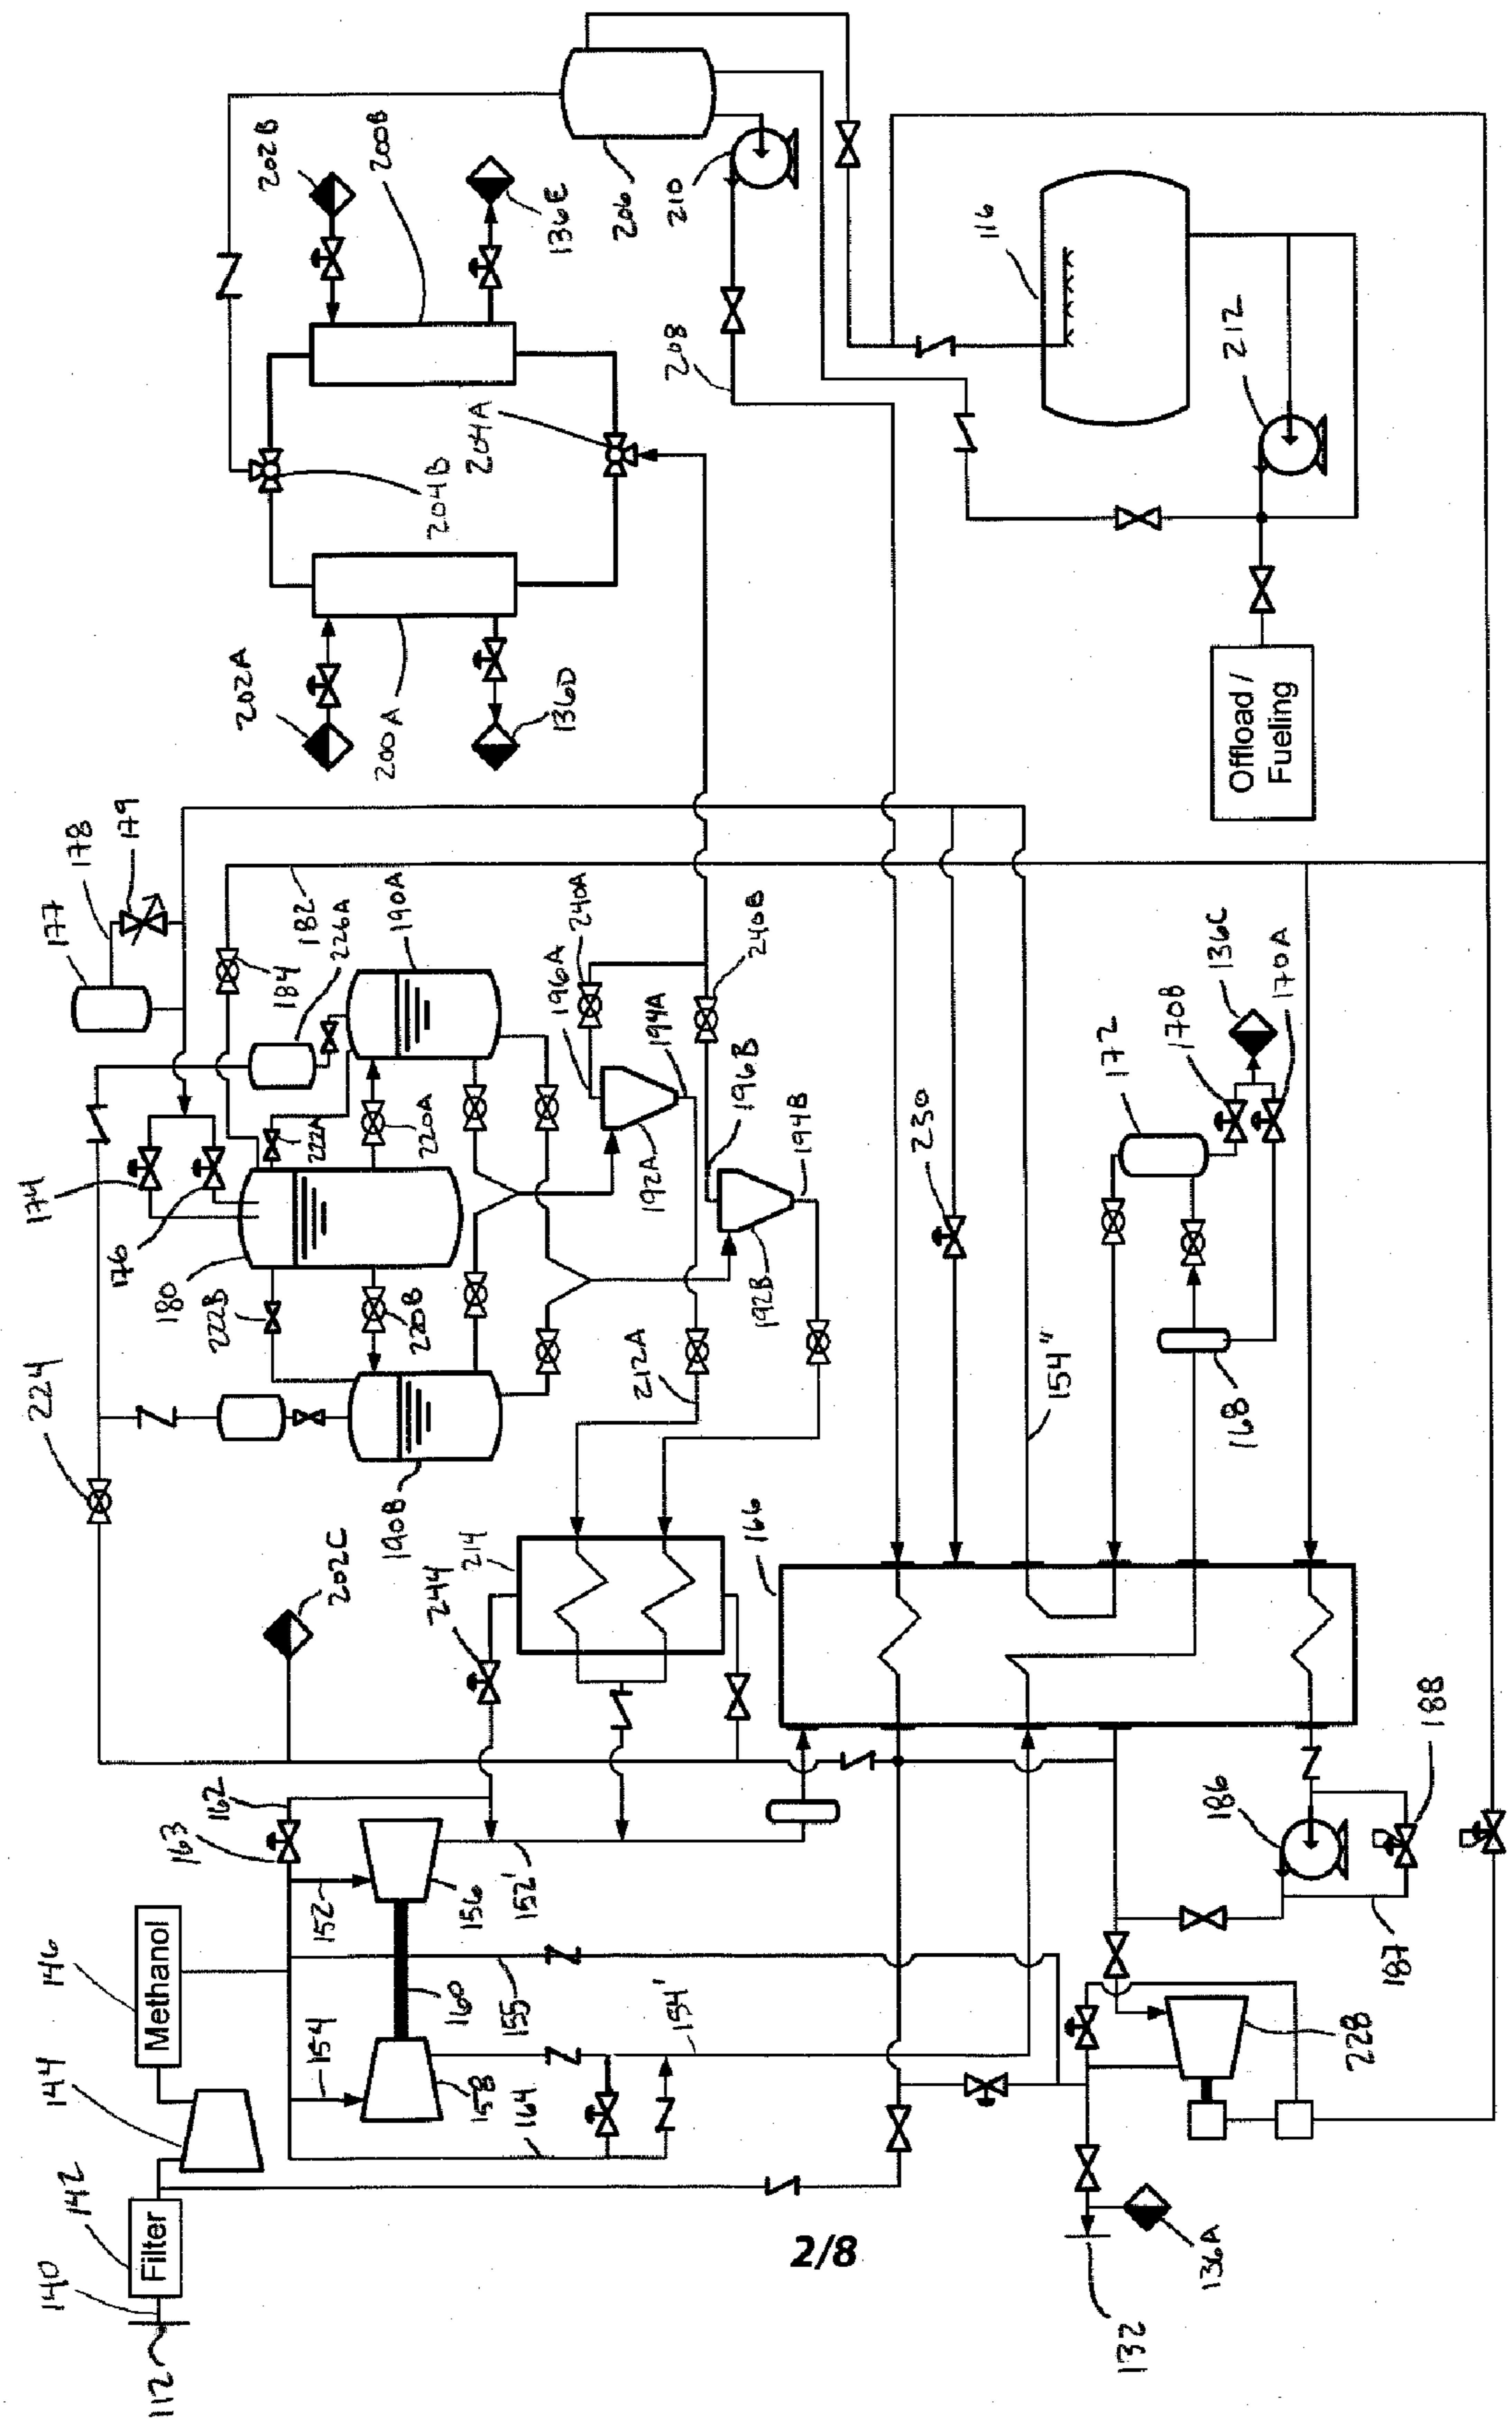 112
140
142
Filter
144
146
Methanol
163
162
154
152
158
160
156
155
152'
164
154'
202C
224
244
214
212A
190B
222B
180
176
174
220B
222A
220A
177
178
179
184
182
226A
190A
196A
240A
194A
192A
240B
196B
194B
192B
202A
200A
136D
204B
204A
202B
200B
136E
206
210
208
116
212
Offload /
Fueling
230
154"
166
168
172
170B
136C
170A
186
188
187
228
132
136A
2/8